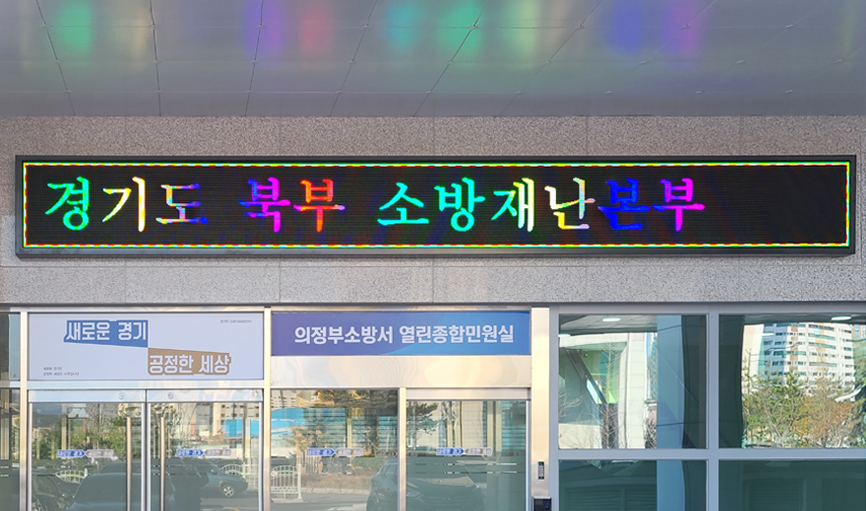 경기도 북부 소방재난본부
새로운 경기
공정한 세상
의정부소방서 열린종합민원실